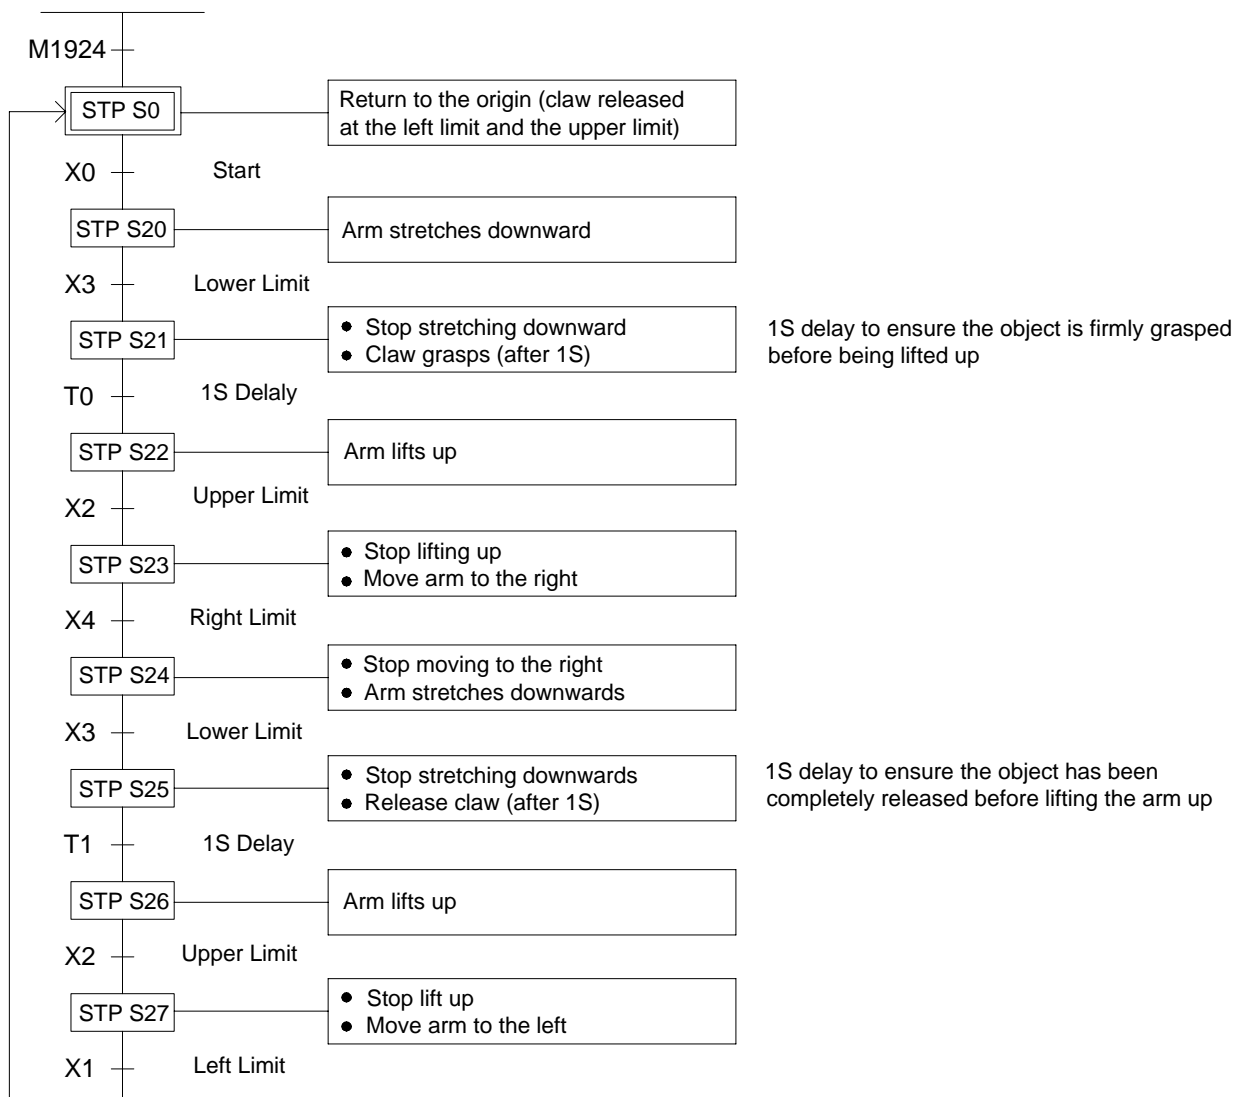 M1924
STP S0
Return to the origin (claw released
at the left limit and the upper limit)
X0
Start
STP S20
Arm stretches downward
X3
Lower Limit
STP S21
● Stop stretching downward
● Claw grasps (after 1S)
1S delay to ensure the object is firmly grasped
before being lifted up
T0
1S Delaly
STP S22
Arm lifts up
X2
Upper Limit
STP S23
● Stop lifting up
● Move arm to the right
X4
Right Limit
STP S24
● Stop moving to the right
● Arm stretches downwards
X3
Lower Limit
STP S25
● Stop stretching downwards
● Release claw (after 1S)
1S delay to ensure the object has been
completely released before lifting the arm up
T1
1S Delay
STP S26
Arm lifts up
X2
Upper Limit
STP S27
● Stop lift up
● Move arm to the left
X1
Left Limit